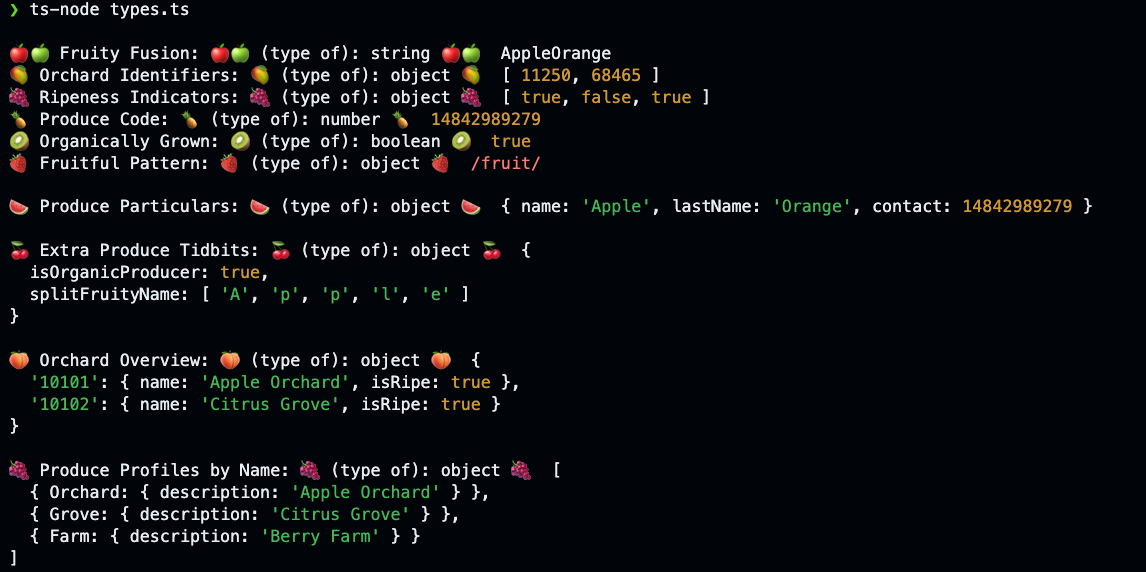 ❯ ts-node types.ts
🍎🍏 Fruity Fusion: 🍎🍏 (type of): string 🍎🍏  AppleOrange
🥭 Orchard Identifiers: 🥭 (type of): object 🥭  [ 11250, 68465 ]
🍇 Ripeness Indicators: 🍇 (type of): object 🍇  [ true, false, true ]
🍍 Produce Code: 🍍 (type of): number 🍍  14842989279
🥝 Organically Grown: 🥝 (type of): boolean 🥝  true
🍓 Fruitful Pattern: 🍓 (type of): object 🍓  /fruit/
🍉 Produce Particulars: 🍉 (type of): object 🍉  { name: 'Apple', lastName: 'Orange', contact: 14842989279 }
🍒 Extra Produce Tidbits: 🍒 (type of): object 🍒  {
  isOrganicProducer: true,
  splitFruityName: [ 'A', 'p', 'p', 'l', 'e' ]
}
🍑 Orchard Overview: 🍑 (type of): object 🍑  {
  '10101': { name: 'Apple Orchard', isRipe: true },
  '10102': { name: 'Citrus Grove', isRipe: true }
}
🍇 Produce Profiles by Name: 🍇 (type of): object 🍇  [
  { Orchard: { description: 'Apple Orchard' } },
  { Grove: { description: 'Citrus Grove' } },
  { Farm: { description: 'Berry Farm' } }
]